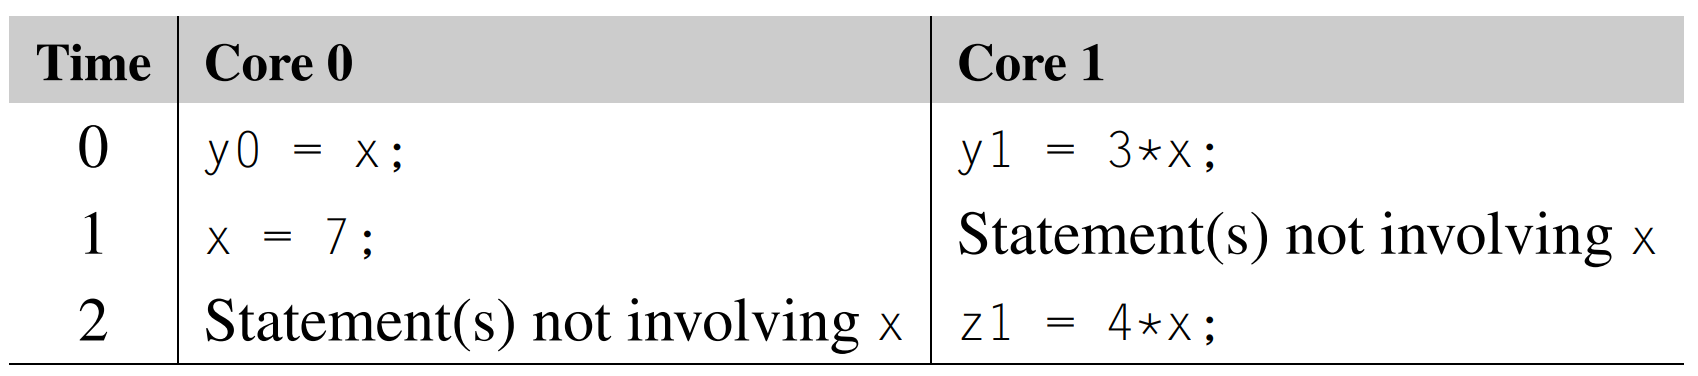 Time Core 0 Core 1
0 y0 = x; y1 = 3*x;
1 x = 7; Statement(s) not involving x
2 Statement(s) not involving x z1 = 4*x;